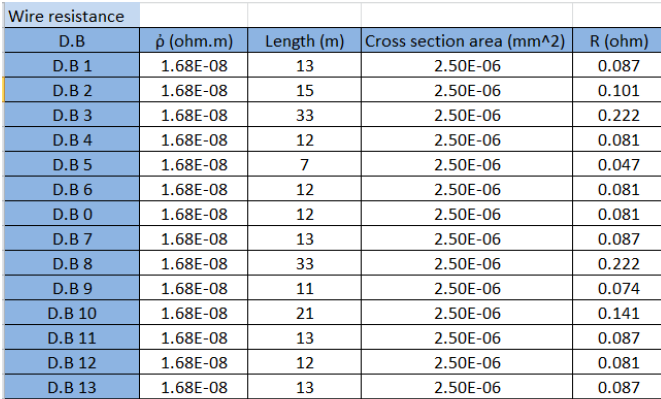 Wire resistance
D.B ρ̇ (ohm.m) Length (m) Cross section area (mm^2) R (ohm)
D.B 1 1.68E-08 13 2.50E-06 0.087
D.B 2 1.68E-08 15 2.50E-06 0.101
D.B 3 1.68E-08 33 2.50E-06 0.222
D.B 4 1.68E-08 12 2.50E-06 0.081
D.B 5 1.68E-08 7 2.50E-06 0.047
D.B 6 1.68E-08 12 2.50E-06 0.081
D.B 0 1.68E-08 12 2.50E-06 0.081
D.B 7 1.68E-08 13 2.50E-06 0.087
D.B 8 1.68E-08 33 2.50E-06 0.222
D.B 9 1.68E-08 11 2.50E-06 0.074
D.B 10 1.68E-08 21 2.50E-06 0.141
D.B 11 1.68E-08 13 2.50E-06 0.087
D.B 12 1.68E-08 12 2.50E-06 0.081
D.B 13 1.68E-08 13 2.50E-06 0.087